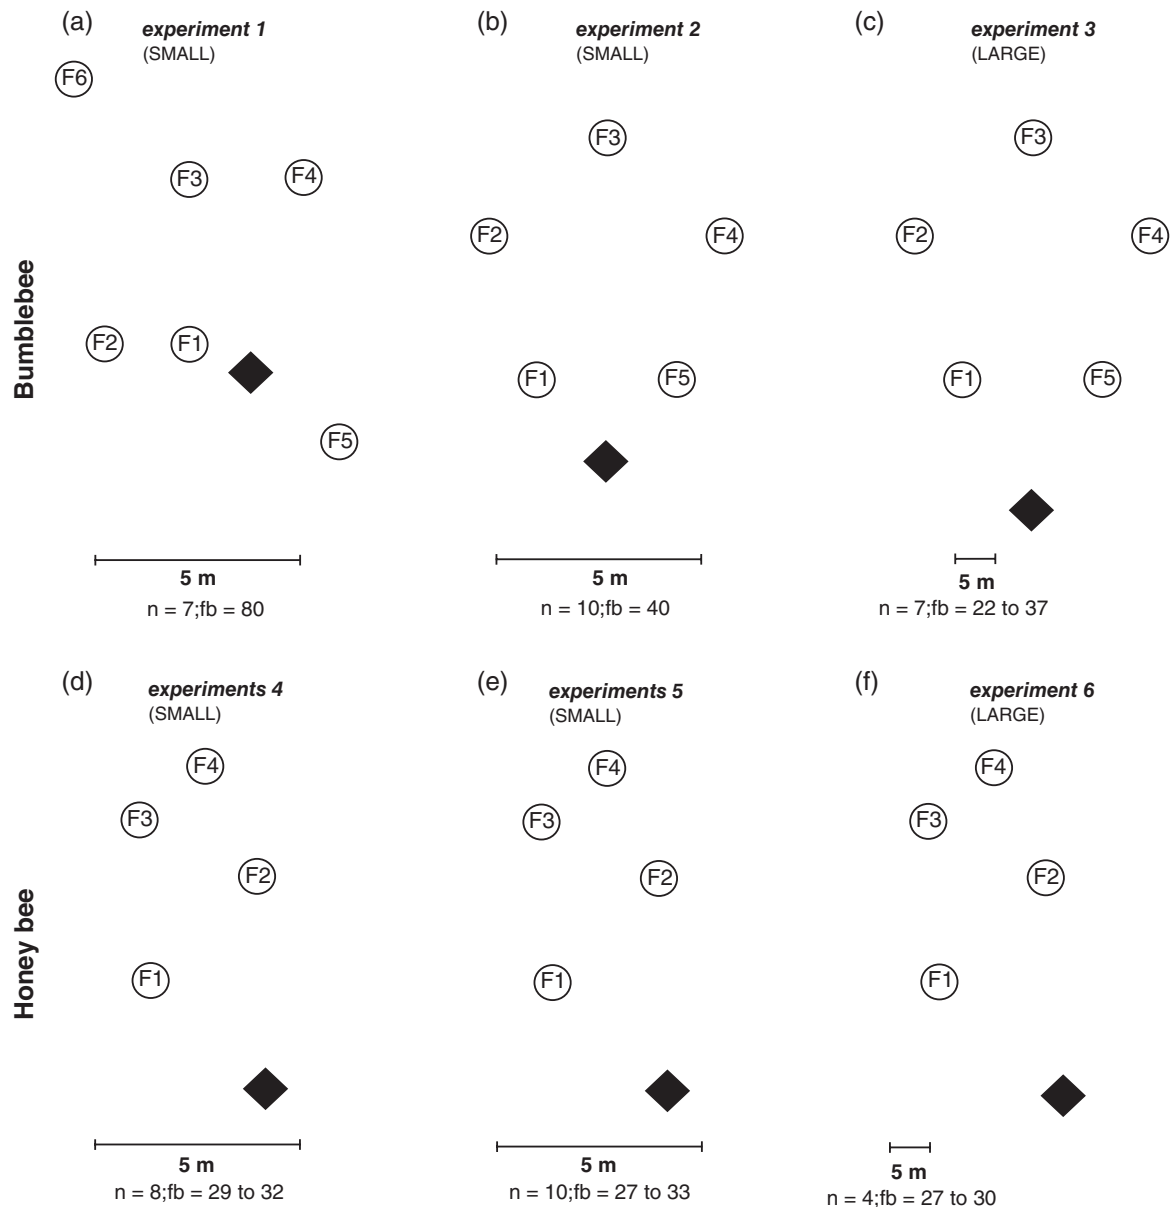 (a)
experiment 1
(SMALL)
F6
F3
F4
F2
F1
F5
5 m
n = 7;fb = 80
(b)
experiment 2
(SMALL)
F3
F2
F4
F1
F5
5 m
n = 10;fb = 40
(c)
experiment 3
(LARGE)
F3
F2
F4
F1
F5
5 m
n = 7;fb = 22 to 37
Bumblebee
(d)
experiments 4
(SMALL)
F4
F3
F2
F1
5 m
n = 8;fb = 29 to 32
(e)
experiments 5
(SMALL)
F4
F3
F2
F1
5 m
n = 10;fb = 27 to 33
(f)
experiment 6
(LARGE)
F4
F3
F2
F1
5 m
n = 4;fb = 27 to 30
Honey bee